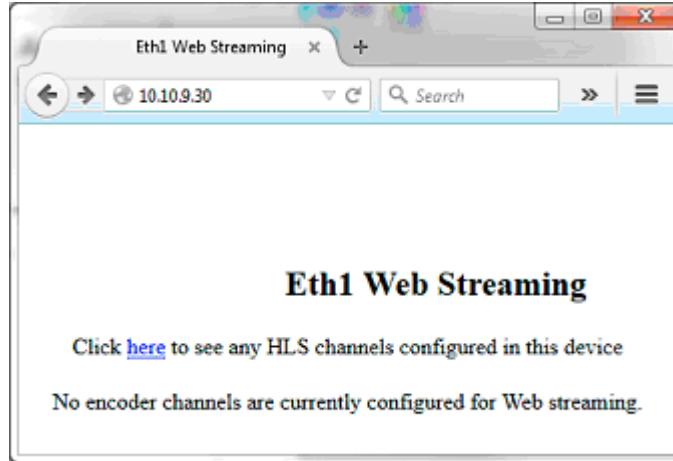 Eth1 Web Streaming
10.10.9.30
Search
Eth1 Web Streaming
Click here to see any HLS channels configured in this device
No encoder channels are currently configured for Web streaming.